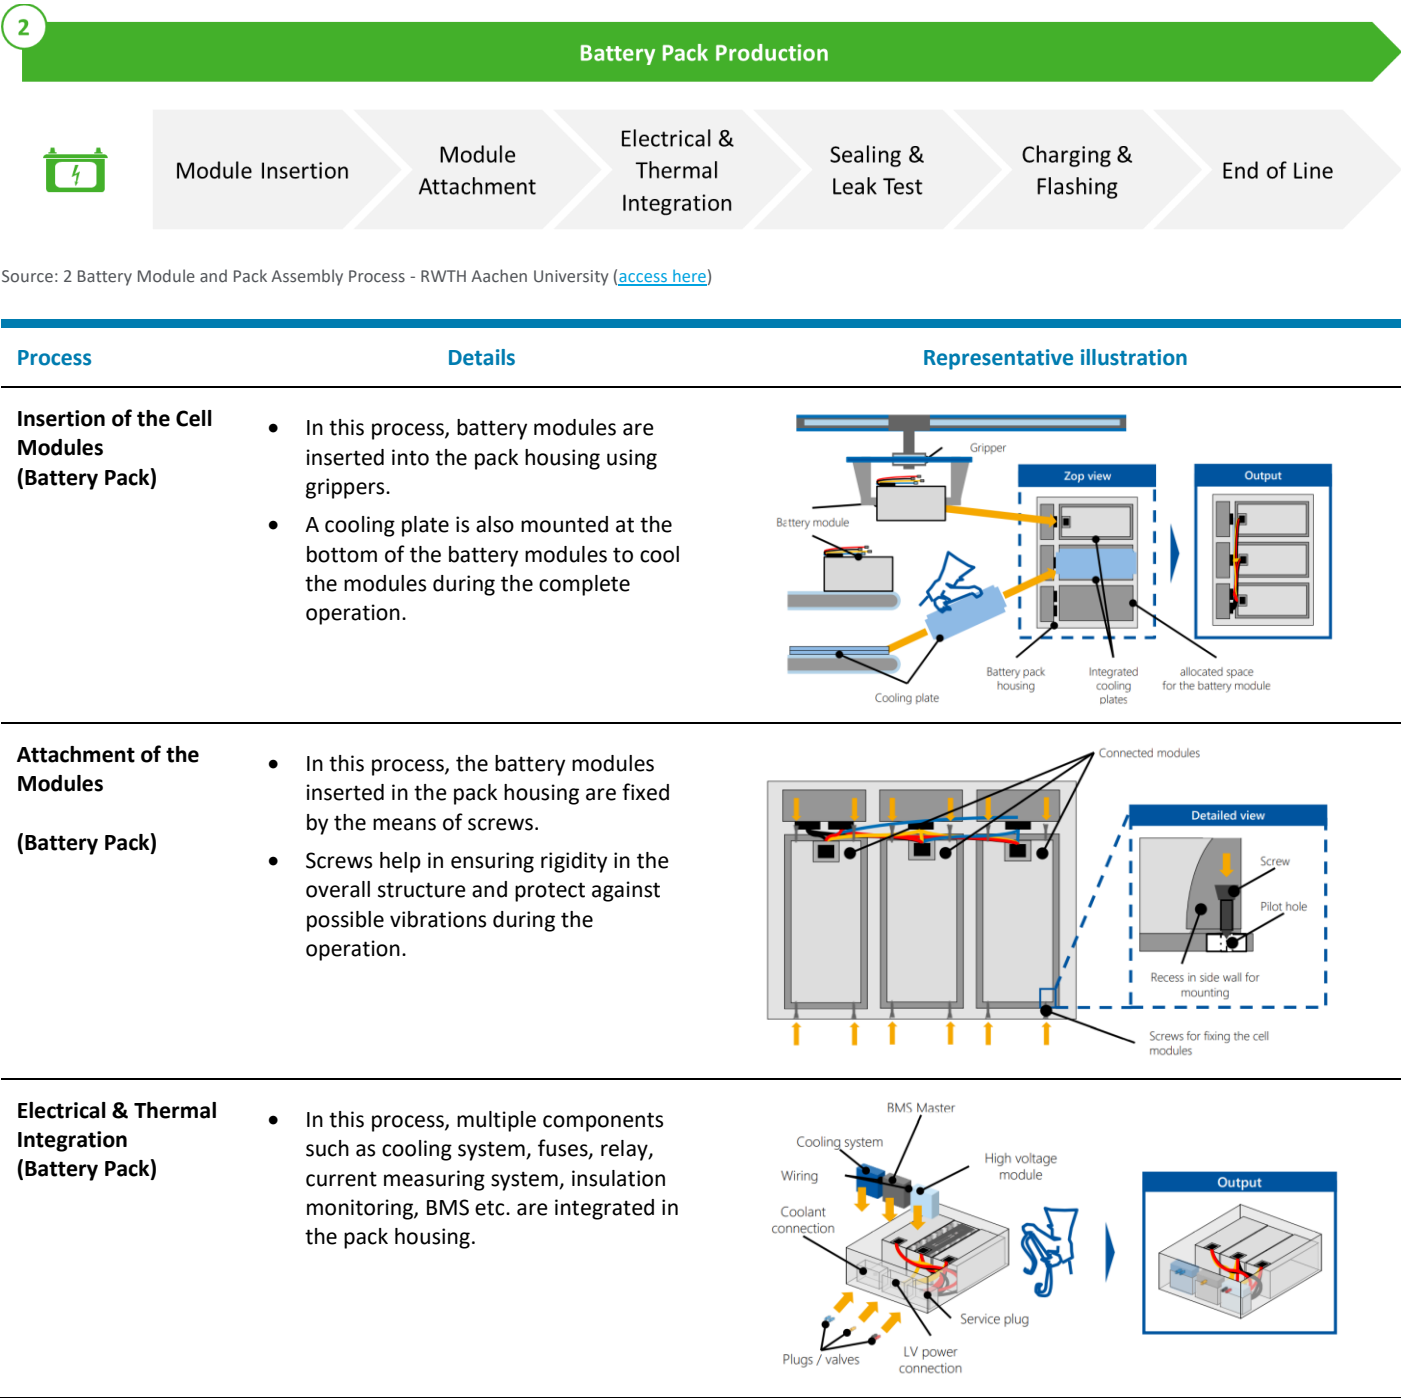 2
Battery Pack Production
Module Insertion
Module
Attachment
Electrical &
Thermal
Integration
Sealing &
Leak Test
Charging &
Flashing
End of Line
Source: 2 Battery Module and Pack Assembly Process - RWTH Aachen University (access here)
Process
Details
Representative illustration
Insertion of the Cell
Modules
(Battery Pack)
• In this process, battery modules are
inserted into the pack housing using
grippers.
• A cooling plate is also mounted at the
bottom of the battery modules to cool
the modules during the complete
operation.
Gripper
Battery module
Zop view
Output
Cooling plate
Battery pack
housing
Integrated
cooling
plates
allocated space
for the battery module
Attachment of the
Modules
(Battery Pack)
• In this process, the battery modules
inserted in the pack housing are fixed
by the means of screws.
• Screws help in ensuring rigidity in the
overall structure and protect against
possible vibrations during the
operation.
Connected modules
Detailed view
Screw
Pilot hole
Recess in side wall for
mounting
Screws for fixing the cell
modules
Electrical & Thermal
Integration
(Battery Pack)
• In this process, multiple components
such as cooling system, fuses, relay,
current measuring system, insulation
monitoring, BMS etc. are integrated in
the pack housing.
BMS Master
Cooling system
Wiring
High voltage
module
Coolant
connection
Output
Service plug
Plugs / valves
LV power
connection